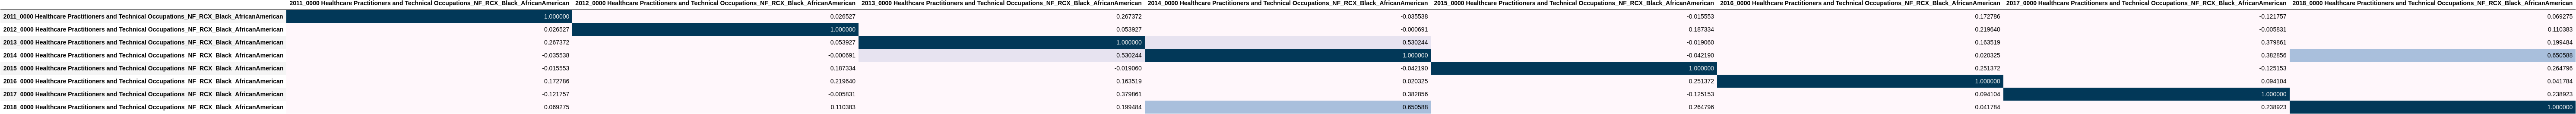 2011_0000 Healthcare Practitioners and Technical Occupations_NF_RCX_Black_AfricanAmerican 2012_0000 Healthcare Practitioners and Technical Occupations_NF_RCX_Black_AfricanAmerican 2013_0000 Healthcare Practitioners and Technical Occupations_NF_RCX_Black_AfricanAmerican 2014_0000 Healthcare Practitioners and Technical Occupations_NF_RCX_Black_AfricanAmerican 2015_0000 Healthcare Practitioners and Technical Occupations_NF_RCX_Black_AfricanAmerican 2016_0000 Healthcare Practitioners and Technical Occupations_NF_RCX_Black_AfricanAmerican 2017_0000 Healthcare Practitioners and Technical Occupations_NF_RCX_Black_AfricanAmerican 2018_0000 Healthcare Practitioners and Technical Occupations_NF_RCX_Black_AfricanAmerican
2011_0000 Healthcare Practitioners and Technical Occupations_NF_RCX_Black_AfricanAmerican 1.000000 0.026527 0.267372 -0.035538 -0.015553 0.172786 -0.121757 0.069275
2012_0000 Healthcare Practitioners and Technical Occupations_NF_RCX_Black_AfricanAmerican 0.026527 1.000000 0.053927 -0.000691 0.187334 0.219640 -0.005831 0.110383
2013_0000 Healthcare Practitioners and Technical Occupations_NF_RCX_Black_AfricanAmerican 0.267372 0.053927 1.000000 0.530244 -0.019060 0.163519 0.379861 0.199484
2014_0000 Healthcare Practitioners and Technical Occupations_NF_RCX_Black_AfricanAmerican -0.035538 -0.000691 0.530244 1.000000 -0.042190 0.020325 0.382856 0.650588
2015_0000 Healthcare Practitioners and Technical Occupations_NF_RCX_Black_AfricanAmerican -0.015553 0.187334 -0.019060 -0.042190 1.000000 0.251372 -0.125153 0.264796
2016_0000 Healthcare Practitioners and Technical Occupations_NF_RCX_Black_AfricanAmerican 0.172786 0.219640 0.163519 0.020325 0.251372 1.000000 0.094104 0.041784
2017_0000 Healthcare Practitioners and Technical Occupations_NF_RCX_Black_AfricanAmerican -0.121757 -0.005831 0.379861 0.382856 -0.125153 0.094104 1.000000 0.238923
2018_0000 Healthcare Practitioners and Technical Occupations_NF_RCX_Black_AfricanAmerican 0.069275 0.110383 0.199484 0.650588 0.264796 0.041784 0.238923 1.000000